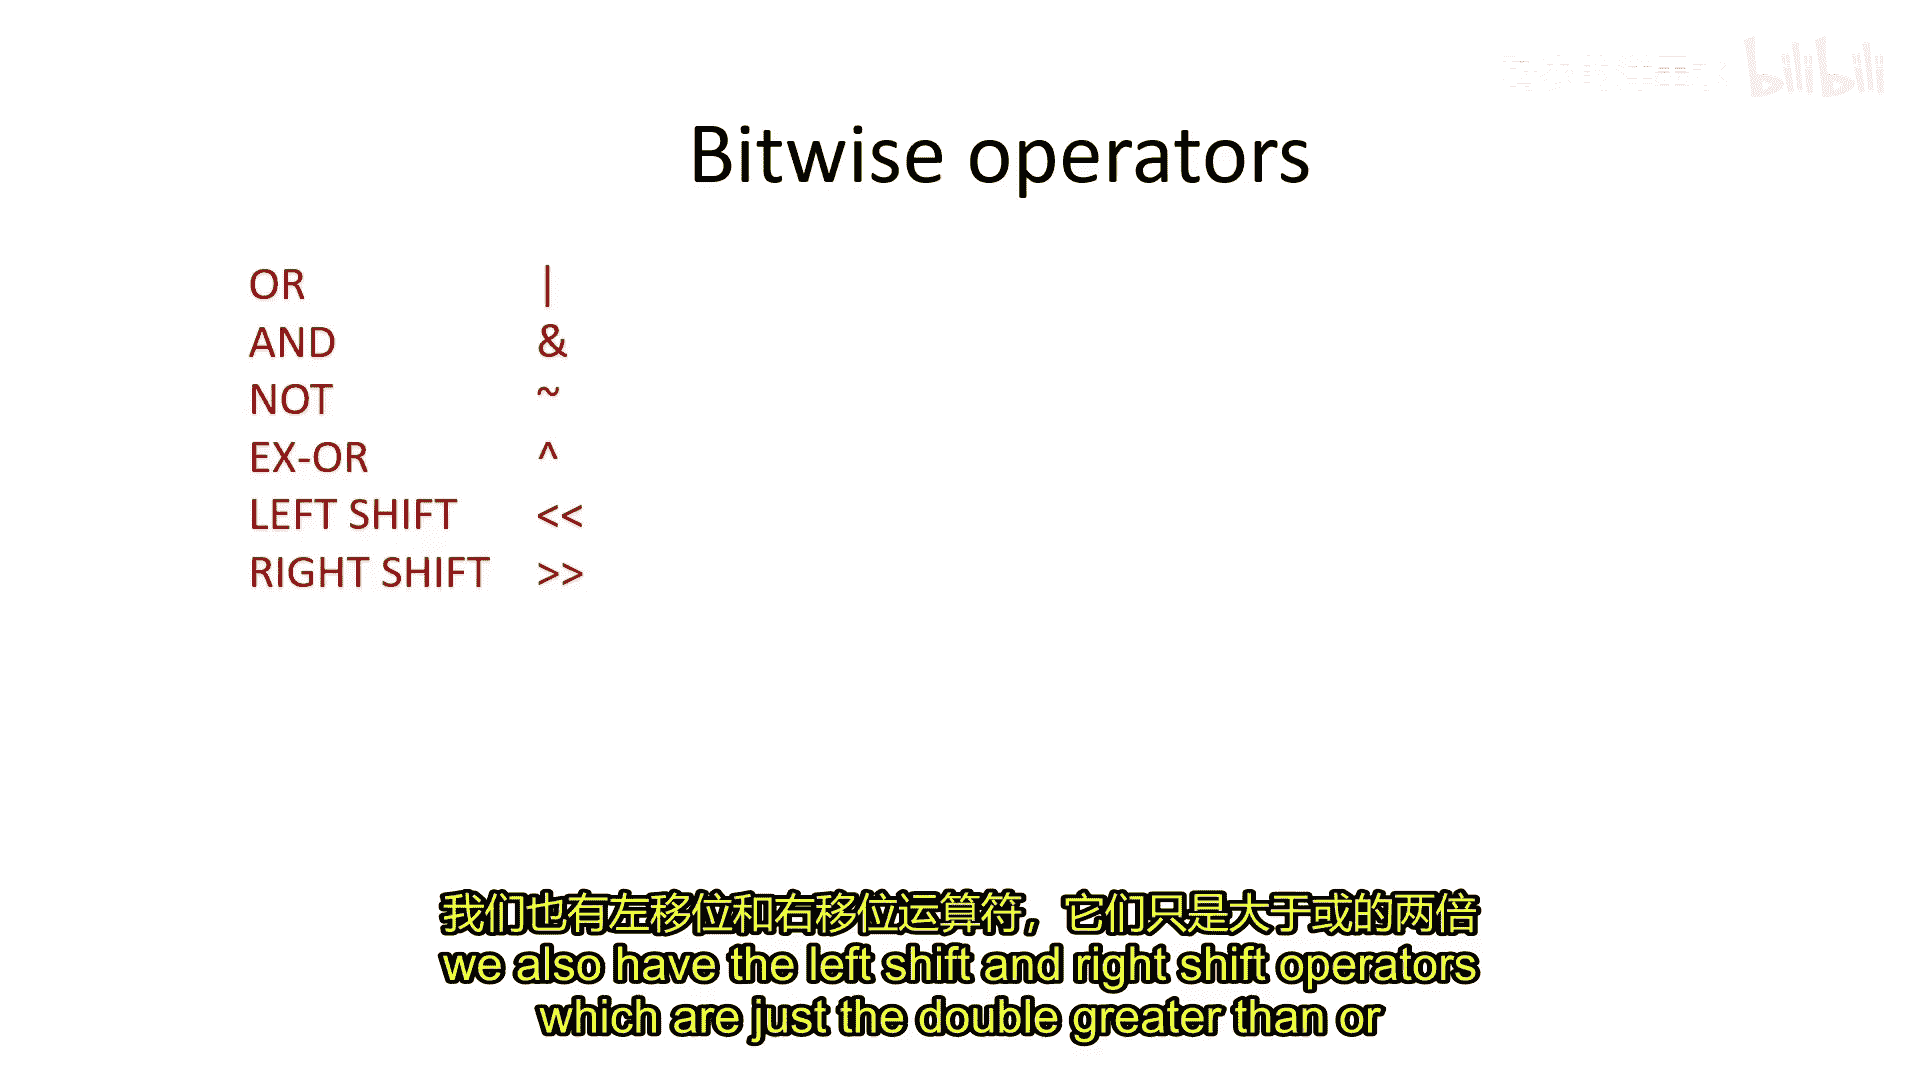 bilibili
Bitwise operators
OR |
AND &
NOT ~
EX-OR ^
LEFT SHIFT <<
RIGHT SHIFT >>
我们也有左移位和右移位运算符，它们只是大于或的两倍
we also have the left shift and right shift operators
which are just the double greater than or